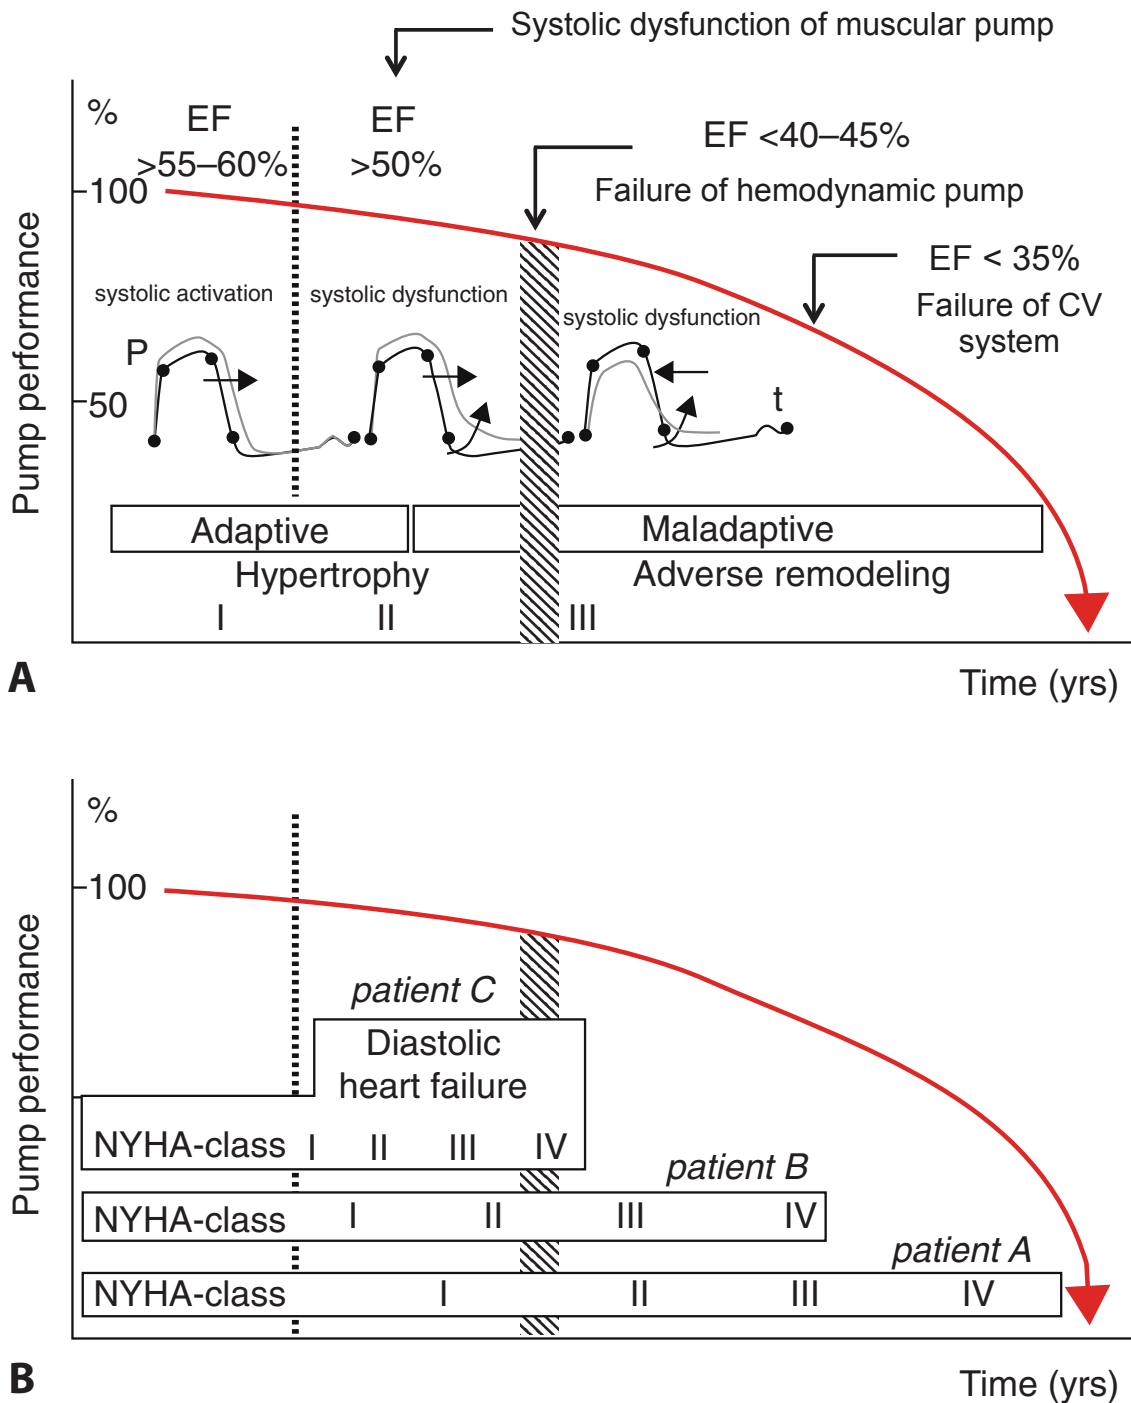 Systolic dysfunction of muscular pump
%
EF
>55–60%
EF
>50%
EF <40–45%
Failure of hemodynamic pump
EF < 35%
Failure of CV
system
100
50
Pump performance
systolic activation
systolic dysfunction
systolic dysfunction
P
t
Adaptive
Maladaptive
Hypertrophy
Adverse remodeling
I
II
III
A
Time (yrs)
%
100
Pump performance
patient C
Diastolic
heart failure
NYHA-class I II III IV
patient B
NYHA-class I II III IV
patient A
NYHA-class I II III IV
B
Time (yrs)